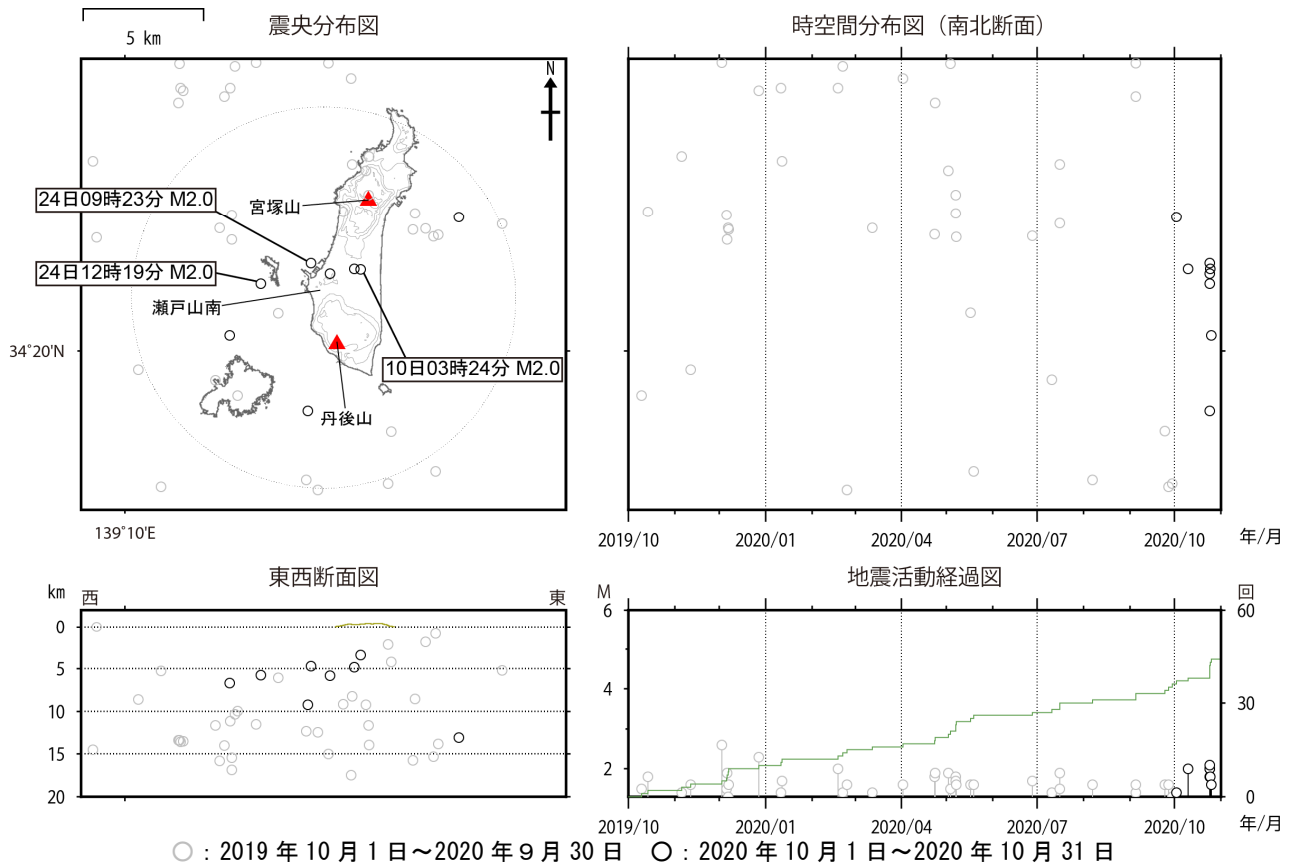 5 km
震央分布図
N
24日09時23分 M2.0
宮塚山
24日12時19分 M2.0
瀬戸山南
34°20'N
10日03時24分 M2.0
丹後山
139°10'E
時空間分布図（南北断面）
2019/10 2020/01 2020/04 2020/07 2020/10 年/月
東西断面図
km 西 東
0
5
10
15
20
地震活動経過図
M 回
6 60
4
30
2
0
2019/10 2020/01 2020/04 2020/07 2020/10 年/月
○：2019 年 10 月 1 日～2020 年９月 30 日 ○：2020 年 10 月 1 日～2020 年 10 月 31 日